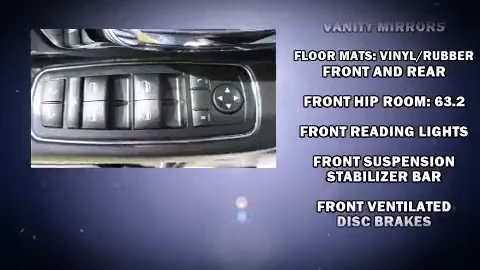 VANITY MIRRORS
FLOOR MATS: VINYL/RUBBER
FRONT AND REAR
FRONT HIP ROOM: 63.2
FRONT READING LIGHTS
FRONT SUSPENSION
STABILIZER BAR
FRONT VENTILATED
DISC BRAKES